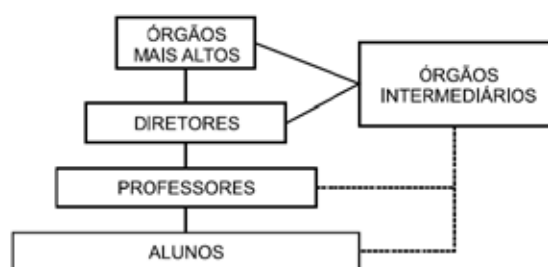 ÓRGÃOS
MAIS ALTOS
ÓRGÃOS
INTERMEDIÁRIOS
DIRETORES
PROFESSORES
ALUNOS